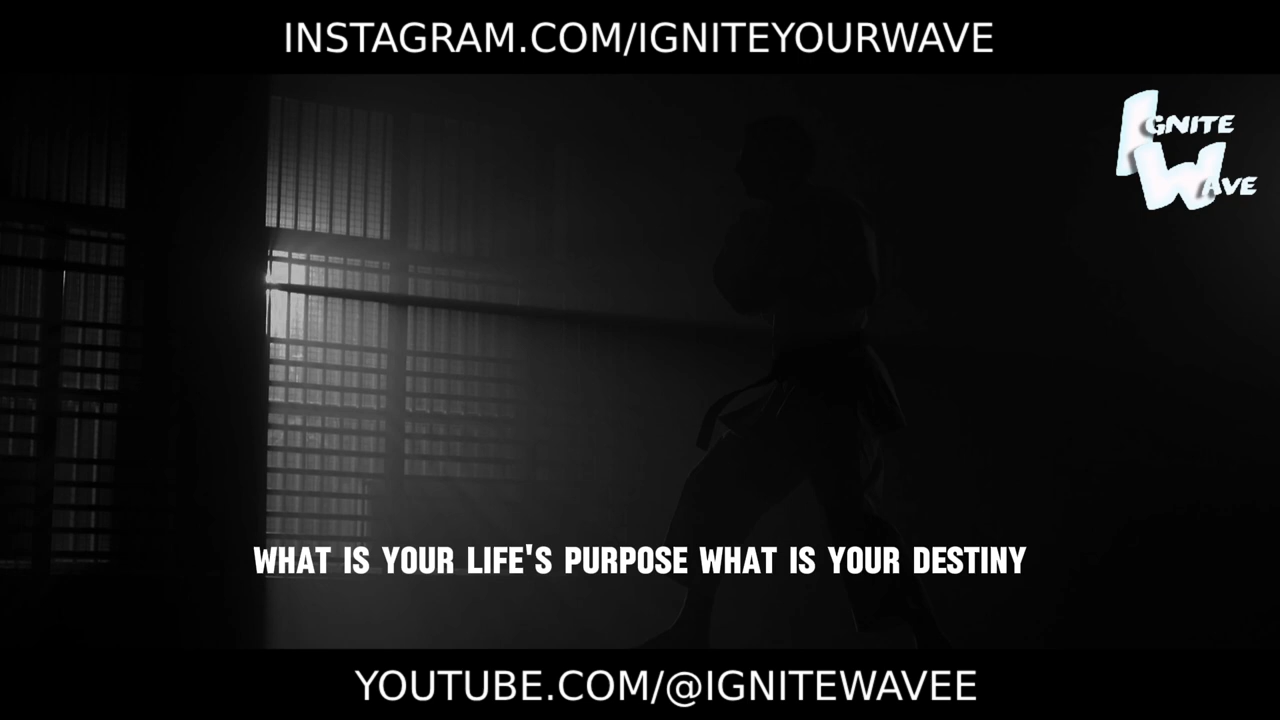 INSTAGRAM.COM/IGNITEYOURWAVE
IGNITE
WAVE
WHAT IS YOUR LIFE'S PURPOSE WHAT IS YOUR DESTINY
YOUTUBE.COM/@IGNITEWAVEE